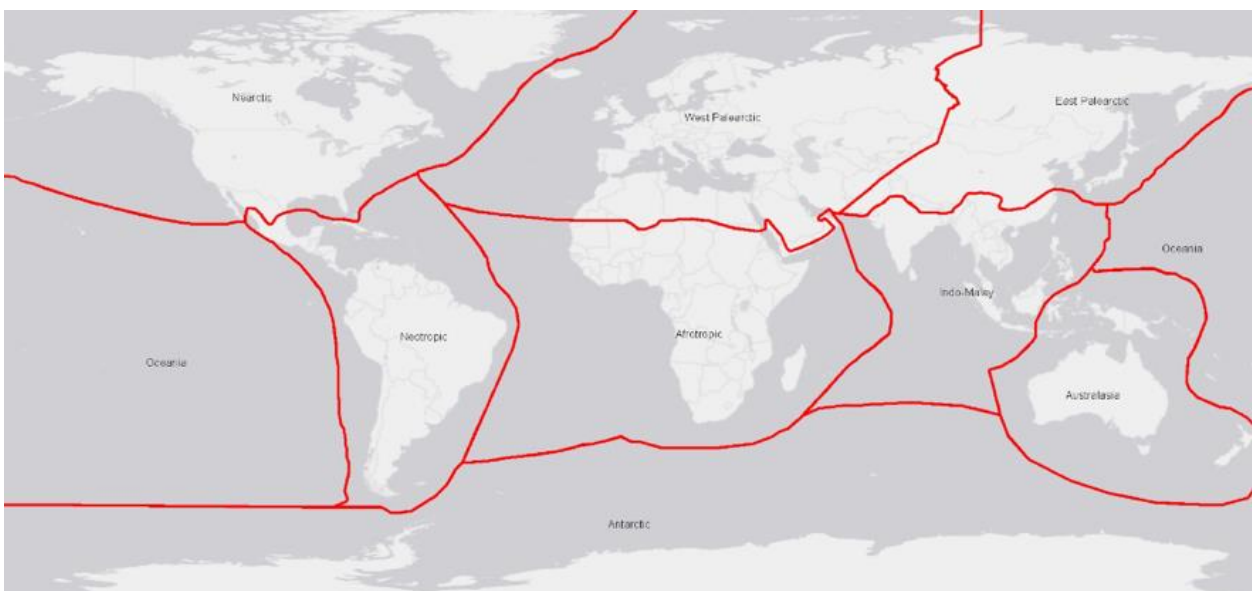 Nearctic
West Palearctic
East Palearctic
Oceania
Indo-Malay
Neotropic
Afrotropic
Oceania
Australasia
Antarctic